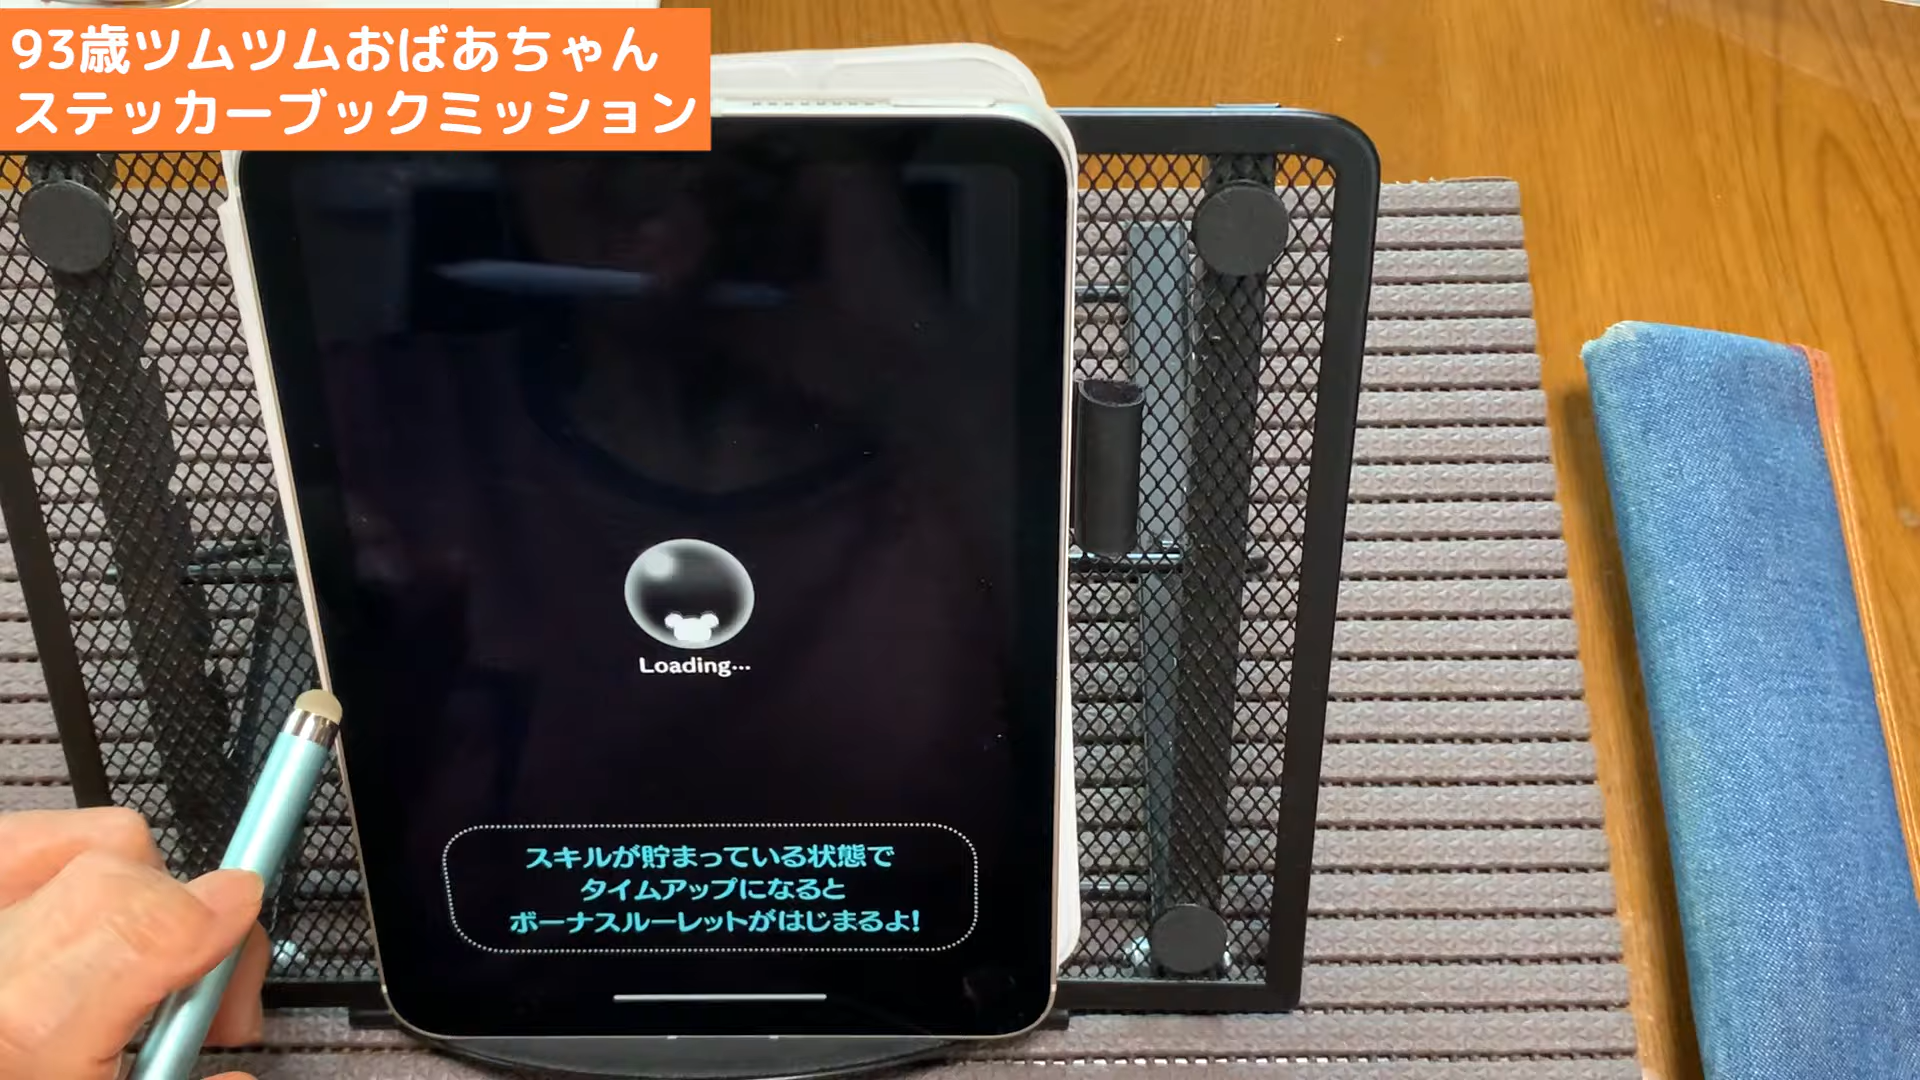 93歳ツムツムおばあちゃん
ステッカーブックミッション
Loading...
スキルが貯まっている状態で
タイムアップになると
ボーナスルーレットがはじまるよ!